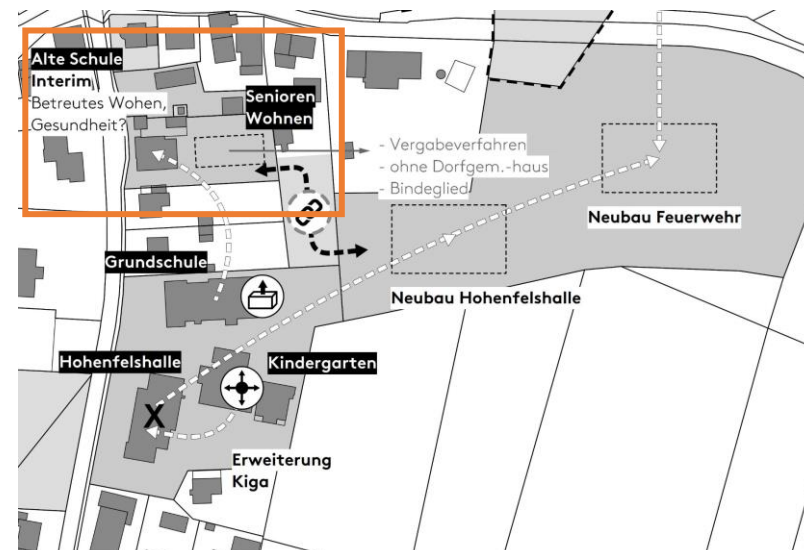 Alte Schule
Interim
Betreutes Wohen,
Gesundheit?
Senioren
Wohnen
- Vergabeverfahren
- ohne Dorfgem.-haus
- Bindeglied
Neubau Feuerwehr
Grundschule
Neubau Hohenfelshalle
Hohenfelshalle
Kindergarten
X
Erweiterung
Kiga